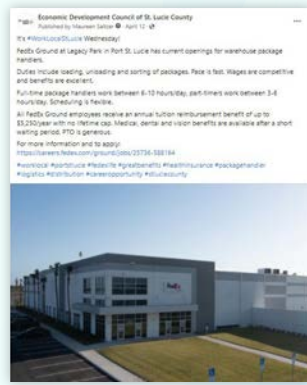 Economic Development Council of St. Lucie County
Published by Maureen Saltzer · April 12 ·
It's #WorkLocalStLucie Wednesday!
FedEx Ground at Legacy Park in Port St. Lucie has current openings for warehouse package
handlers.
Duties include loading, unloading and sorting of packages. Pace is fast. Wages are competitive
and benefits are excellent.
Full-time package handlers work between 6-10 hours/day, part-timers work between 3-8
hours/day. Scheduling is flexible.
All FedEx Ground employees receive an annual tuition reimbursement benefit of up to
$5,250/year with no lifetime cap. Medical, dental and vision benefits are available after a short
waiting period. PTO is generous.
For more information and to apply:
https://careers.fedex.com/ground/jobs/25736-388194
#worklocal #portstlucie #fedexlife #greatbenefits #healthinsurance #packagehandler
#logistics #distribution #careeropportunity #stluciecounty
FedEx